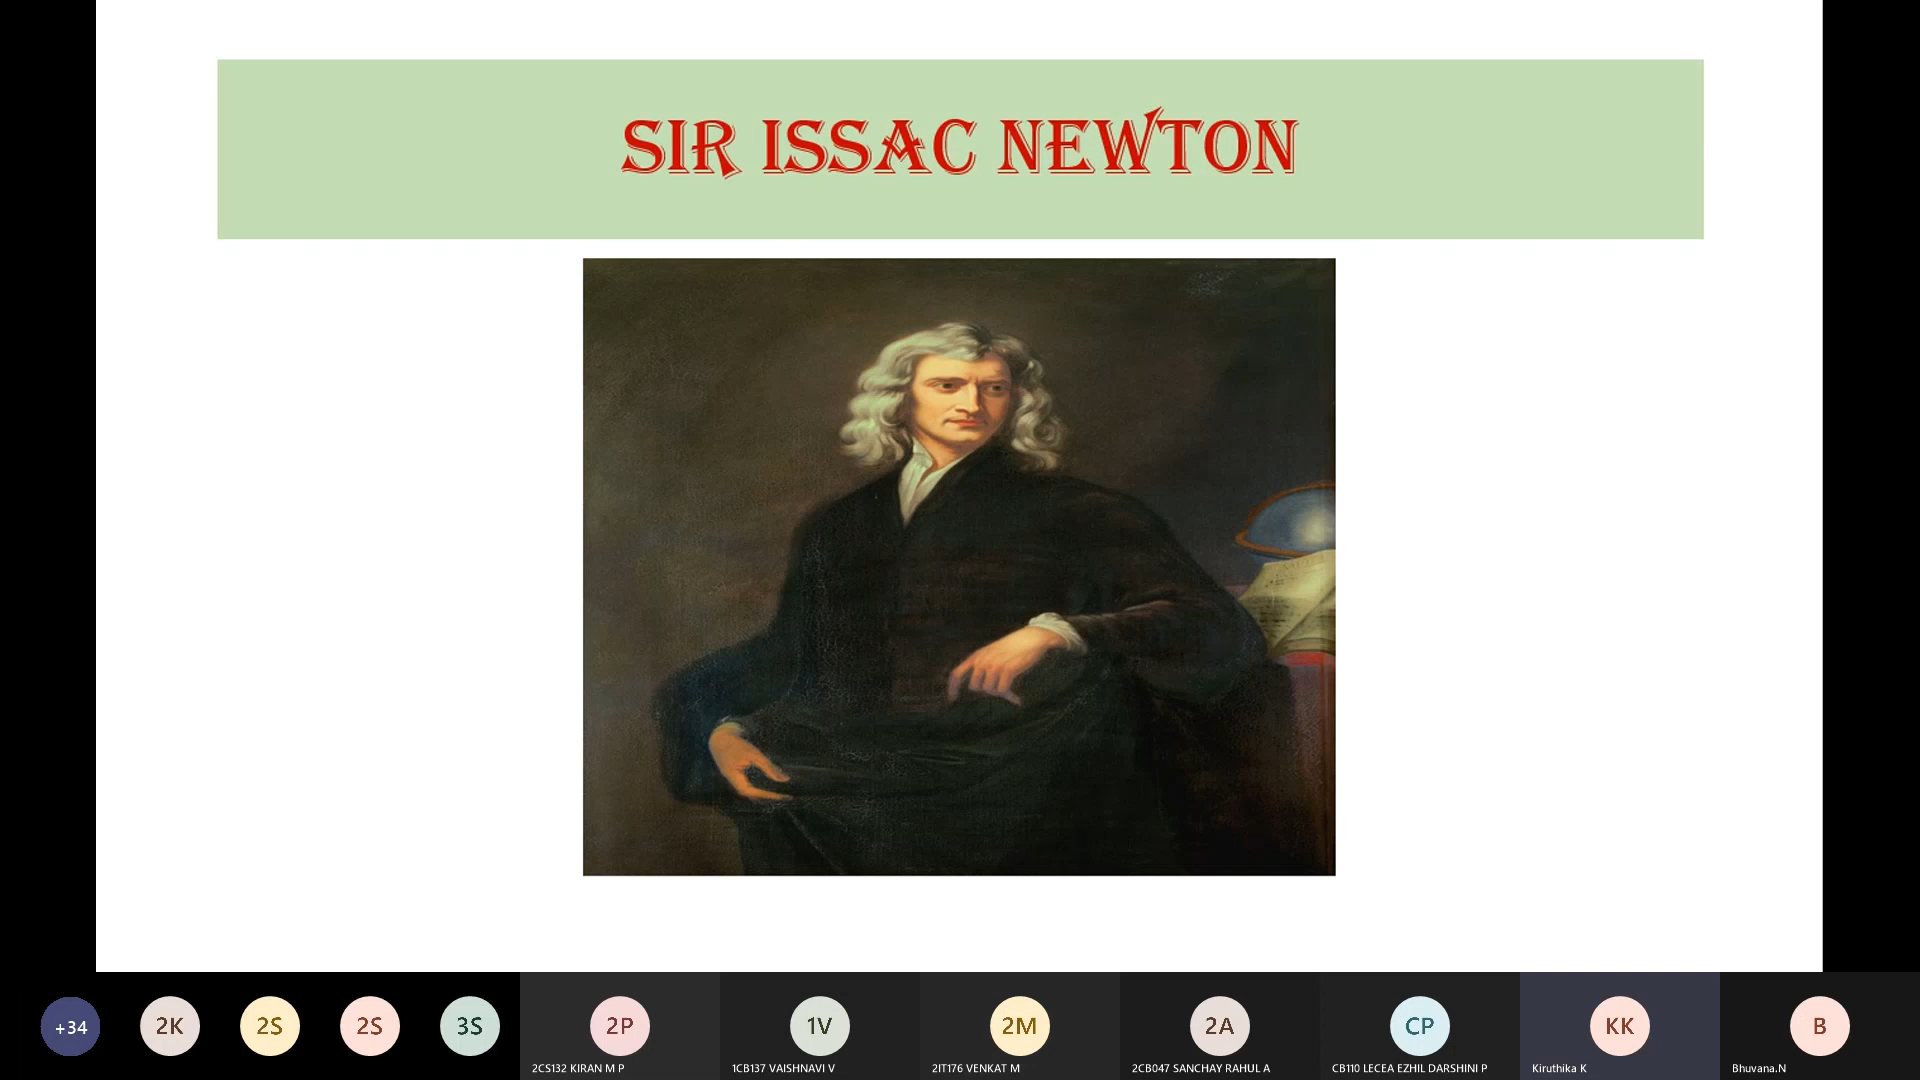 SIR ISSAC NEWTON
+34
2K
2S
2S
3S
2P
1V
2M
2A
CP
KK
B
2CS132 KIRAN M P
1CB137 VAISHNAVI V
2IT176 VENKAT M
2CB047 SANCHAY RAHUL A
CB110 LECEA EZHIL DARSHINI P
Kiruthika K
Bhuvana.N